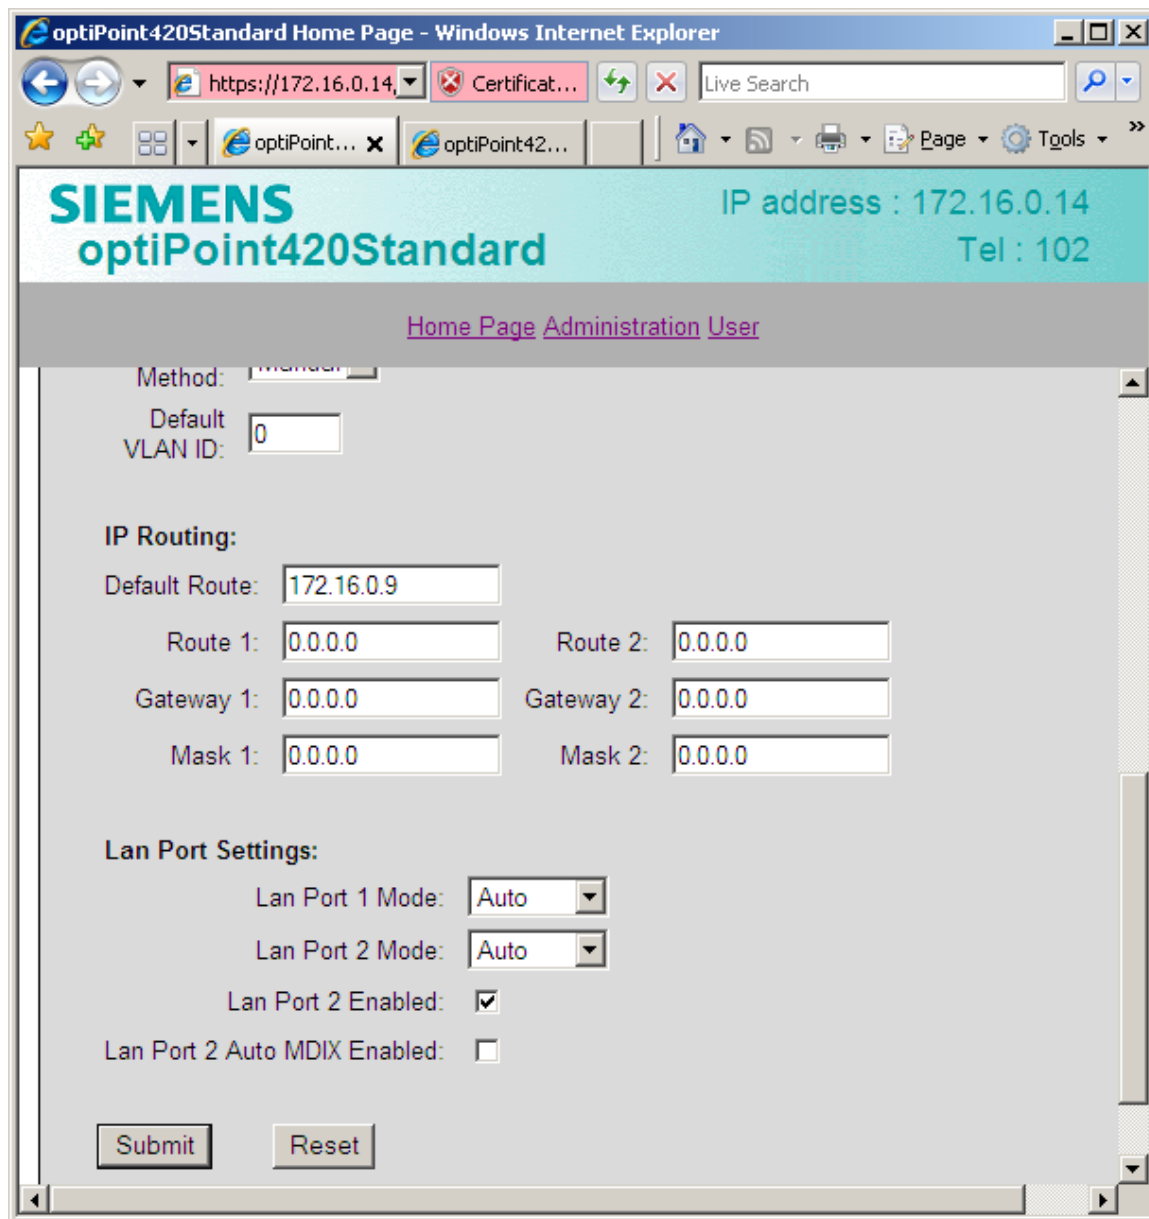 optiPoint420Standard Home Page - Windows Internet Explorer
https://172.16.0.14, Certificat... Live Search
optiPoint... optiPoint42... Page Tools »
SIEMENS IP address : 172.16.0.14
optiPoint420Standard Tel : 102
Home Page Administration User
Method: Manual
Default
VLAN ID: 0
IP Routing:
Default Route: 172.16.0.9
Route 1: 0.0.0.0 Route 2: 0.0.0.0
Gateway 1: 0.0.0.0 Gateway 2: 0.0.0.0
Mask 1: 0.0.0.0 Mask 2: 0.0.0.0
Lan Port Settings:
Lan Port 1 Mode: Auto
Lan Port 2 Mode: Auto
Lan Port 2 Enabled:
Lan Port 2 Auto MDIX Enabled:
Submit Reset